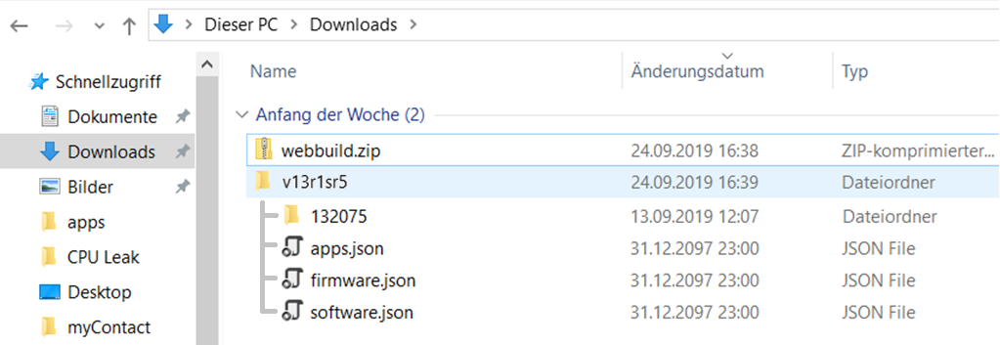 Dieser PC > Downloads >
Name Änderungsdatum Typ
Schnellzugriff
Anfang der Woche (2)
Dokumente
Downloads
webbuild.zip 24.09.2019 16:38 ZIP-komprimierter...
Bilder
v13r1sr5 24.09.2019 16:39 Dateiordner
apps
132075 13.09.2019 12:07 Dateiordner
CPU Leak
apps.json 31.12.2097 23:00 JSON File
Desktop
firmware.json 31.12.2097 23:00 JSON File
myContact
software.json 31.12.2097 23:00 JSON File